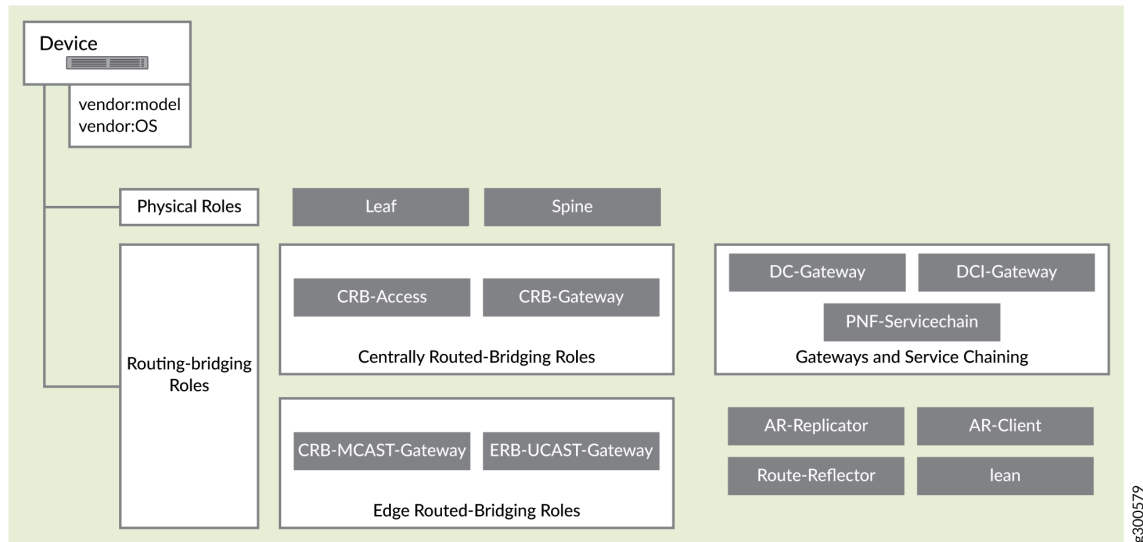 Device
vendor:model
vendor:OS
Physical Roles
Leaf
Spine
Routing-bridging
Roles
CRB-Access
CRB-Gateway
Centrally Routed-Bridging Roles
DC-Gateway
DCI-Gateway
PNF-Servicechain
Gateways and Service Chaining
CRB-MCAST-Gateway
ERB-UCAST-Gateway
Edge Routed-Bridging Roles
AR-Replicator
AR-Client
Route-Reflector
lean
g300579